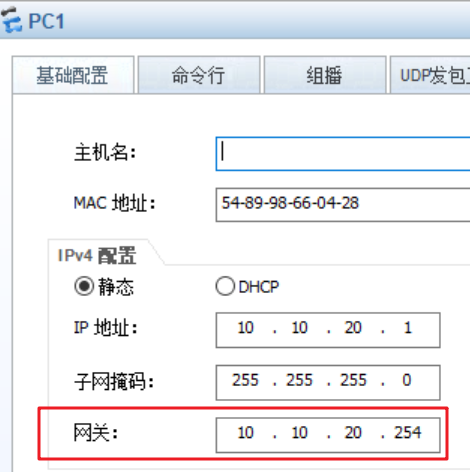 PC1
基础配置 命令行 组播 UDP发包
主机名：
MAC 地址： 54-89-98-66-04-28
IPv4 配置
静态 DHCP
IP 地址： 10 . 10 . 20 . 1
子网掩码： 255 . 255 . 255 . 0
网关： 10 . 10 . 20 . 254